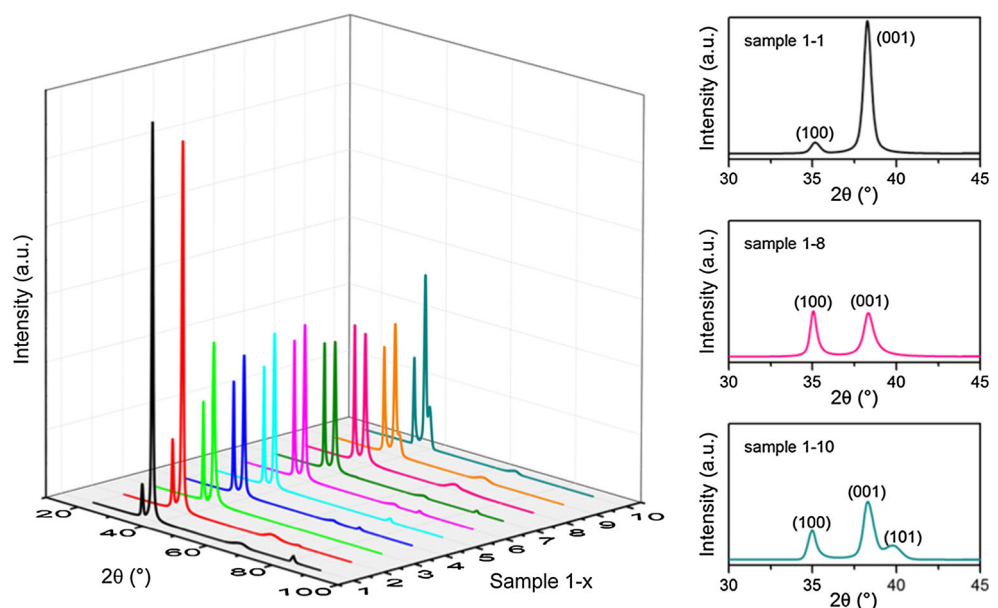 Intensity (a.u.)
20
40
60
80
100
2θ (°)
1
2
3
4
5
6
7
8
9
10
Sample 1-x
sample 1-1
(001)
(100)
Intensity (a.u.)
30 35 40 45
2θ (°)
sample 1-8
(100) (001)
Intensity (a.u.)
30 35 40 45
2θ (°)
sample 1-10
(001)
(100)
(101)
Intensity (a.u.)
30 35 40 45
2θ (°)